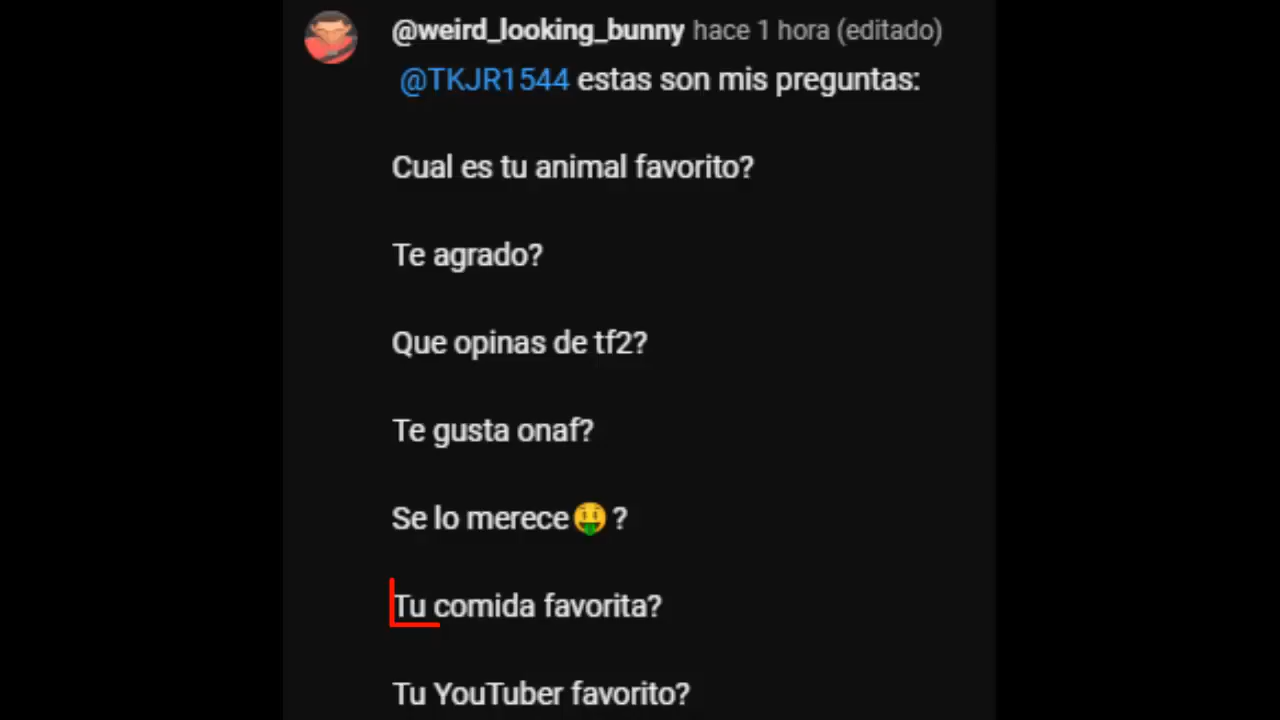 @weird_looking_bunny hace 1 hora (editado)
@TKJR1544 estas son mis preguntas:
Cual es tu animal favorito?
Te agrado?
Que opinas de tf2?
Te gusta onaf?
Se lo merece🤑?
Tu comida favorita?
Tu YouTuber favorito?